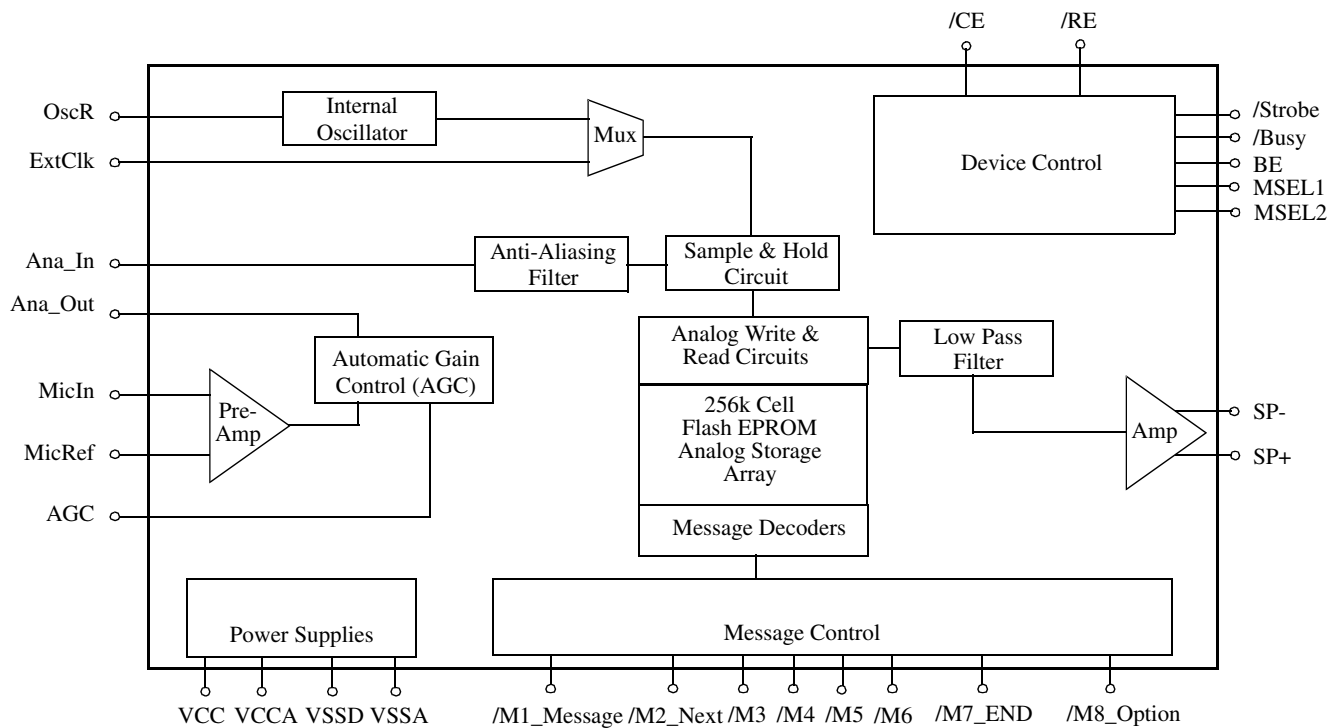 /CE
/RE
OscR
Internal
Oscillator
Mux
ExtClk
Device Control
/Strobe
/Busy
BE
MSEL1
MSEL2
Ana_In
Anti-Aliasing
Filter
Sample & Hold
Circuit
Ana_Out
Automatic Gain
Control (AGC)
Analog Write &
Read Circuits
Low Pass
Filter
MicIn
Pre-
Amp
MicRef
256k Cell
Flash EPROM
Analog Storage
Array
Amp
SP-
SP+
AGC
Message Decoders
Power Supplies
Message Control
VCC
VCCA
VSSD
VSSA
/M1_Message
/M2_Next
/M3
/M4
/M5
/M6
/M7_END
/M8_Option